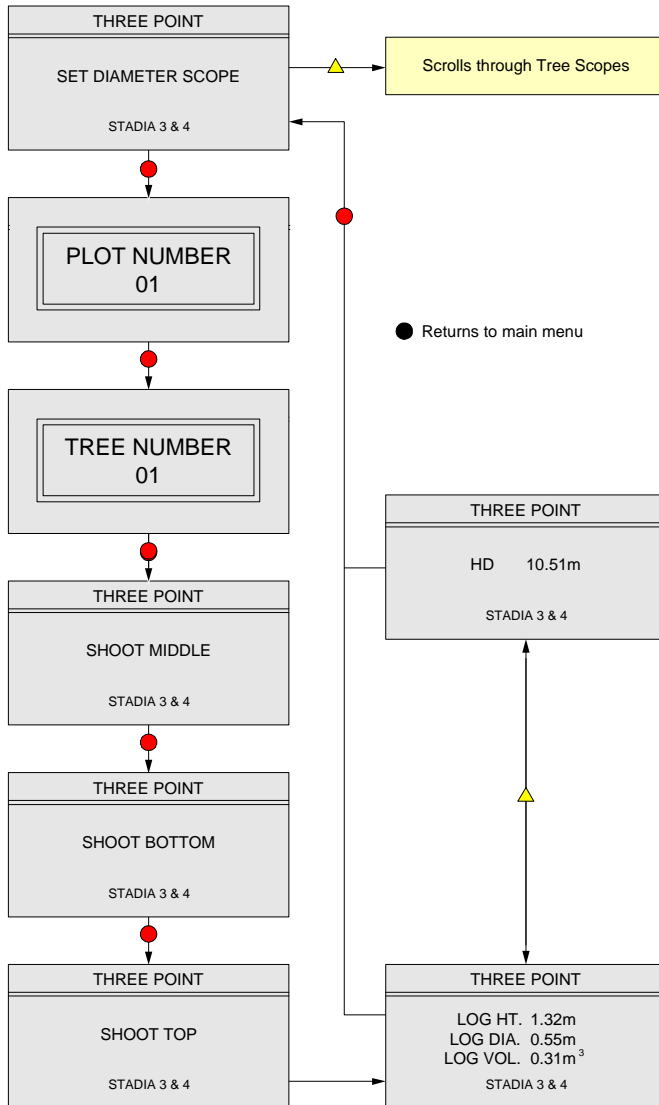 THREE POINT
SET DIAMETER SCOPE
STADIA 3 & 4
Scrolls through Tree Scopes
PLOT NUMBER
01
Returns to main menu
TREE NUMBER
01
THREE POINT
HD 10.51m
STADIA 3 & 4
THREE POINT
SHOOT MIDDLE
STADIA 3 & 4
THREE POINT
SHOOT BOTTOM
STADIA 3 & 4
THREE POINT
SHOOT TOP
STADIA 3 & 4
THREE POINT
LOG HT. 1.32m
LOG DIA. 0.55m
LOG VOL. 0.31m³
STADIA 3 & 4